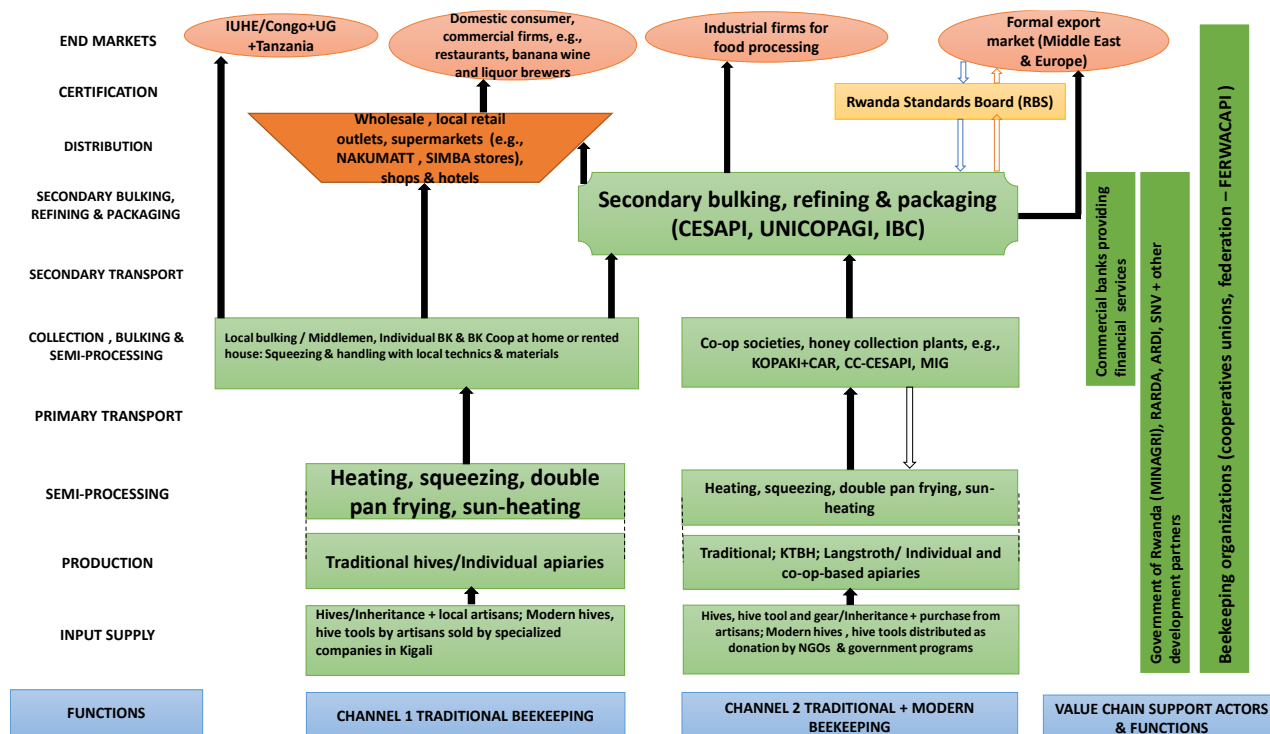 END MARKETS
IUHE/Congo+UG
+Tanzania
Domestic consumer,
commercial firms, e.g.,
restaurants, banana wine
and liquor brewers
Industrial firms for
food processing
Formal export
market (Middle East
& Europe)
CERTIFICATION
Rwanda Standards Board (RBS)
DISTRIBUTION
Wholesale , local retail
outlets, supermarkets (e.g.,
NAKUMATT , SIMBA stores),
shops & hotels
SECONDARY BULKING,
REFINING & PACKAGING
Secondary bulking, refining & packaging
(CESAPI, UNICOPAGI, IBC)
SECONDARY TRANSPORT
COLLECTION , BULKING &
SEMI-PROCESSING
Local bulking / Middlemen, Individual BK & BK Coop at home or rented
house: Squeezing & handling with local technics & materials
Co-op societies, honey collection plants, e.g.,
KOPAKI+CAR, CC-CESAPI, MIG
PRIMARY TRANSPORT
SEMI-PROCESSING
Heating, squeezing, double
pan frying, sun-heating
Heating, squeezing, double pan frying, sun-
heating
PRODUCTION
Traditional hives/Individual apiaries
Traditional; KTBH; Langstroth/ Individual and
co-op-based apiaries
INPUT SUPPLY
Hives/Inheritance + local artisans; Modern hives,
hive tools by artisans sold by specialized
companies in Kigali
Hives, hive tool and gear/Inheritance + purchase from
artisans; Modern hives , hive tools distributed as
donation by NGOs & government programs
Commercial banks providing
financial services
Government of Rwanda (MINAGRI), RARDA, ARDI, SNV + other
development partners
Beekeeping organizations (cooperatives unions, federation – FERWACAPI )
FUNCTIONS
CHANNEL 1 TRADITIONAL BEEKEEPING
CHANNEL 2 TRADITIONAL + MODERN
BEEKEEPING
VALUE CHAIN SUPPORT ACTORS
& FUNCTIONS